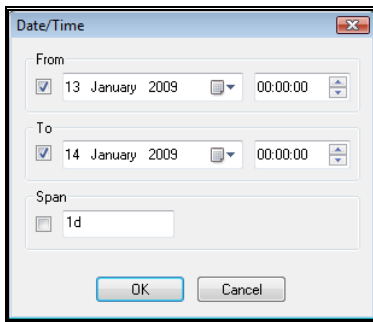 Date/Time
From
13 January 2009 00:00:00
To
14 January 2009 00:00:00
Span
1d
OK Cancel